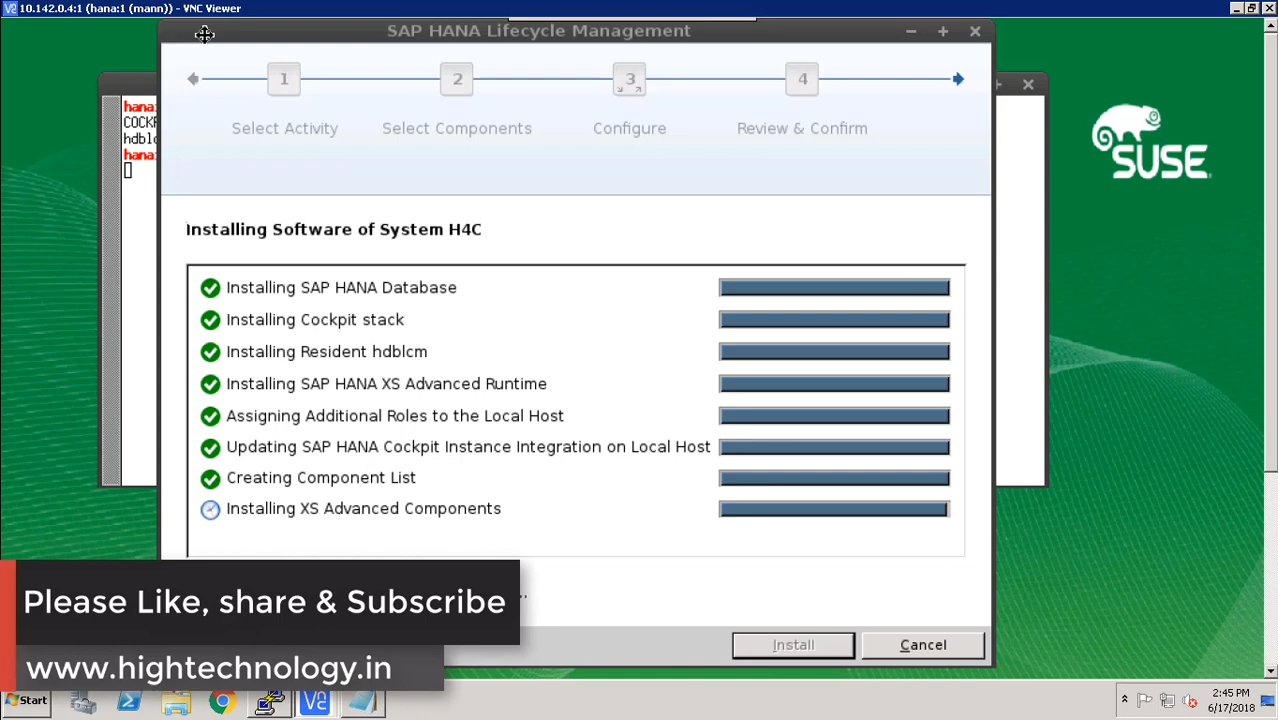 10.142.0.4:1 (hana:1 (mann)) - VNC Viewer
SAP HANA Lifecycle Management
1
2
3
4
Select Activity
Select Components
Configure
Review & Confirm
hana:
COCKP
hdblc
hana:
SUSE
Installing Software of System H4C
Installing SAP HANA Database
Installing Cockpit stack
Installing Resident hdblcm
Installing SAP HANA XS Advanced Runtime
Assigning Additional Roles to the Local Host
Updating SAP HANA Cockpit Instance Integration on Local Host
Creating Component List
Installing XS Advanced Components
Please Like, share & Subscribe
www.hightechnology.in
Install
Cancel
Start
2:45 PM
6/17/2018